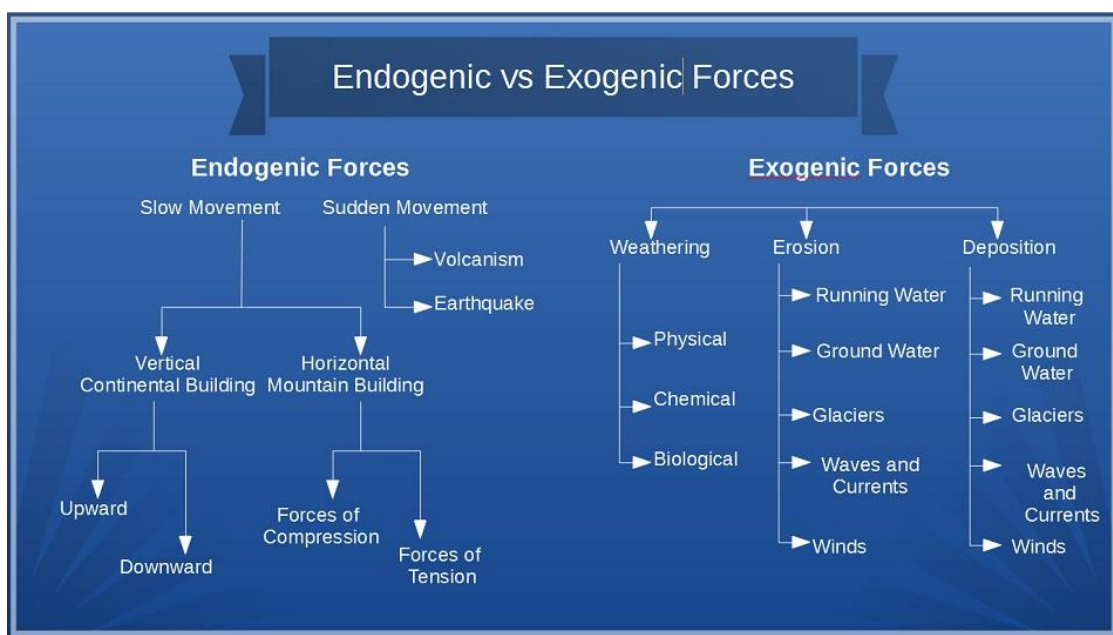 Endogenic vs Exogenic Forces
Endogenic Forces
Slow Movement
Sudden Movement
Volcanism
Earthquake
Vertical
Continental Building
Horizontal
Mountain Building
Upward
Downward
Forces of
Compression
Forces of
Tension
Exogenic Forces
Weathering
Physical
Chemical
Biological
Erosion
Running Water
Ground Water
Glaciers
Waves and
Currents
Winds
Deposition
Running
Water
Ground
Water
Glaciers
Waves
and
Currents
Winds